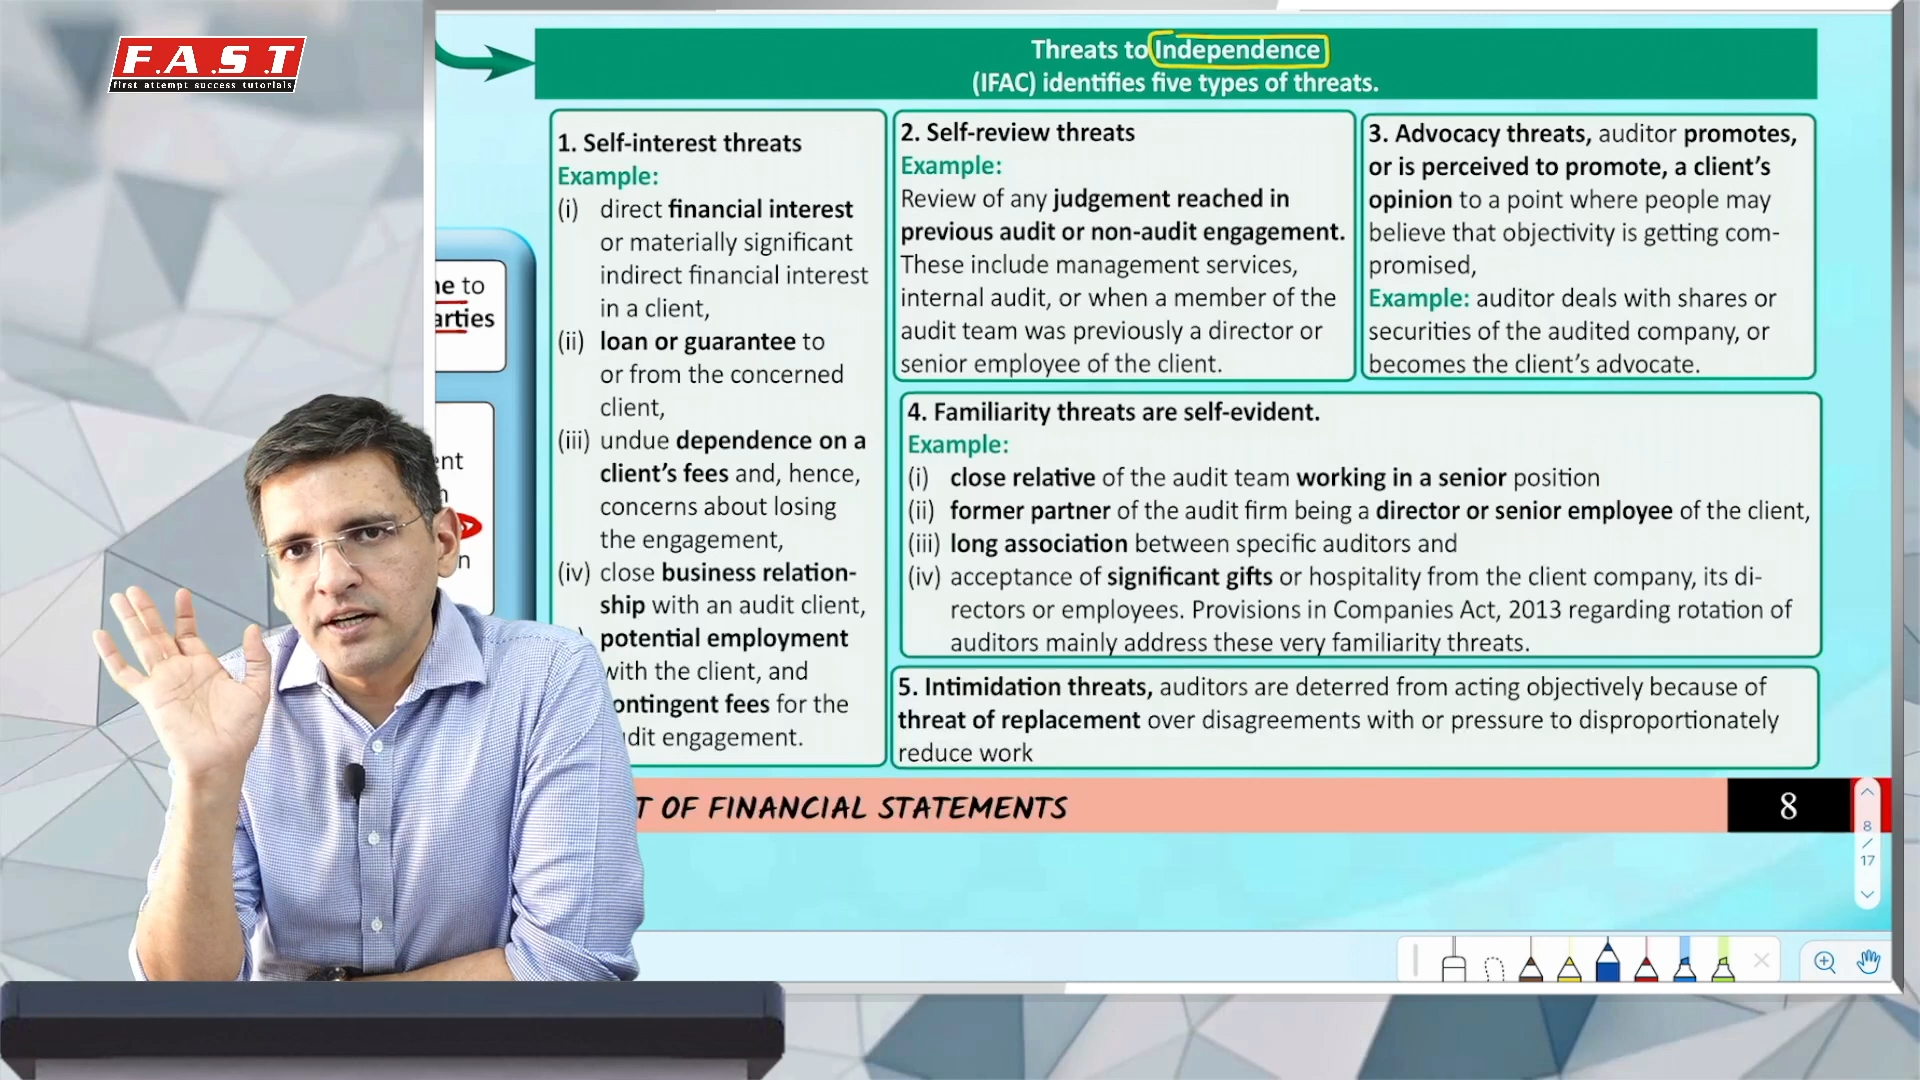 F.A.S.T
first attempt success tutorials
Threats to Independence
(IFAC) identifies five types of threats.
to
arties
1. Self-interest threats
Example:
(i) direct financial interest
or materially significant
indirect financial interest
in a client,
(ii) loan or guarantee to
or from the concerned
client,
(iii) undue dependence on a
client's fees and, hence,
concerns about losing
the engagement,
(iv) close business relation-
ship with an audit client,
potential employment
with the client, and
ontingent fees for the
dit engagement.
2. Self-review threats
Example:
Review of any judgement reached in
previous audit or non-audit engagement.
These include management services,
internal audit, or when a member of the
audit team was previously a director or
senior employee of the client.
3. Advocacy threats, auditor promotes,
or is perceived to promote, a client's
opinion to a point where people may
believe that objectivity is getting com-
promised,
Example: auditor deals with shares or
securities of the audited company, or
becomes the client's advocate.
4. Familiarity threats are self-evident.
Example:
(i) close relative of the audit team working in a senior position
(ii) former partner of the audit firm being a director or senior employee of the client,
(iii) long association between specific auditors and
(iv) acceptance of significant gifts or hospitality from the client company, its di-
rectors or employees. Provisions in Companies Act, 2013 regarding rotation of
auditors mainly address these very familiarity threats.
5. Intimidation threats, auditors are deterred from acting objectively because of
threat of replacement over disagreements with or pressure to disproportionately
reduce work
T OF FINANCIAL STATEMENTS
8
8
/
17